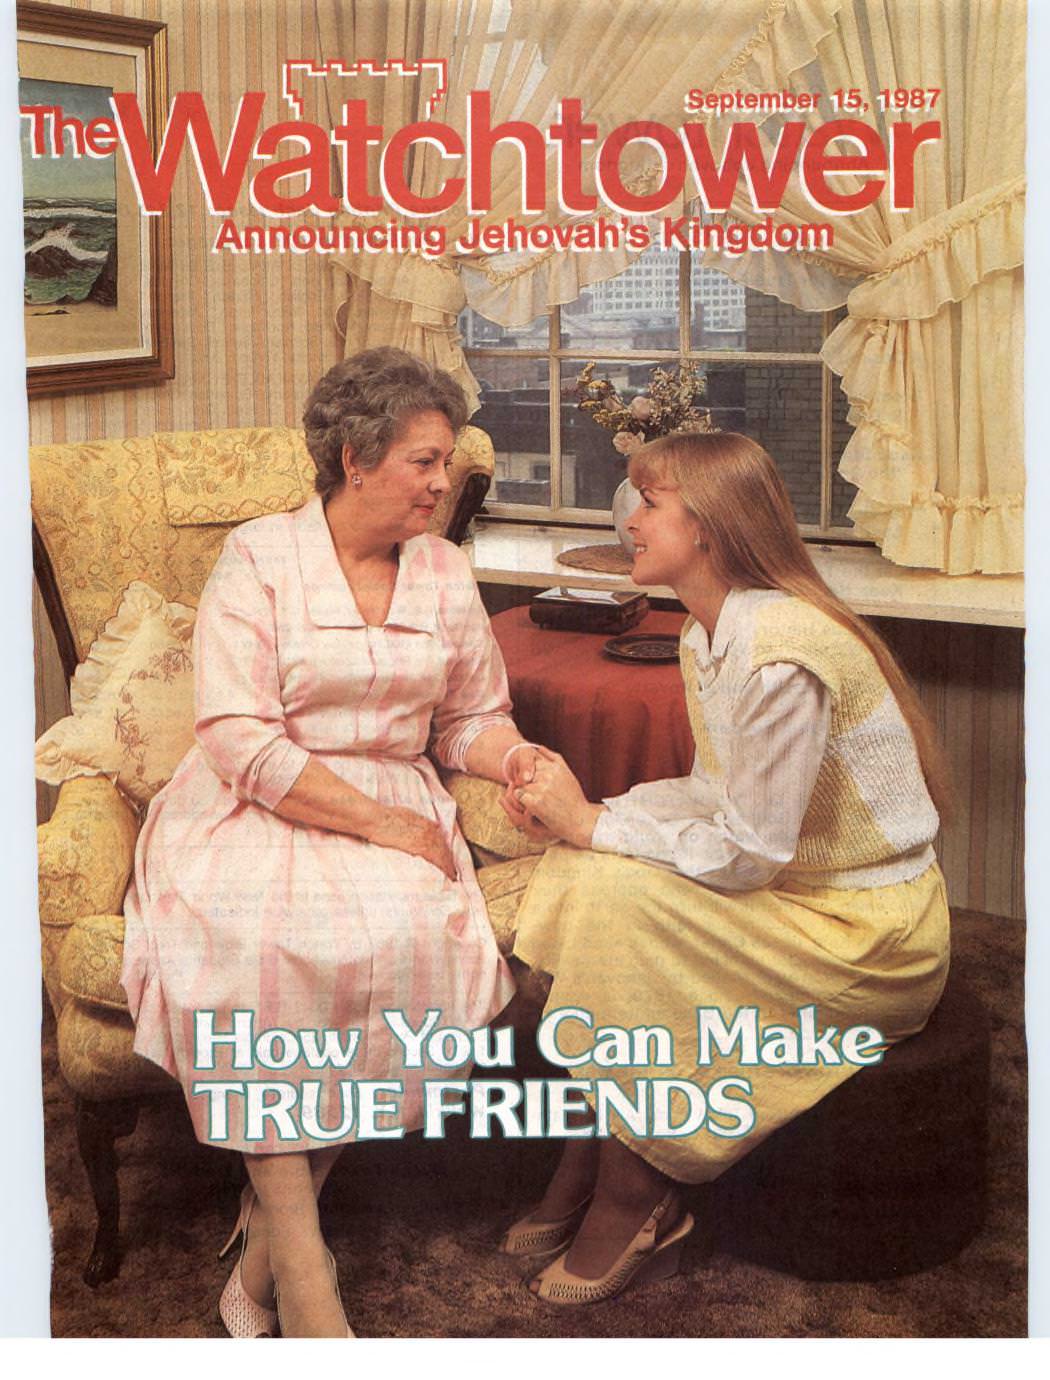 September 15, 1987
The Watchtower
Announcing Jehovah's Kingdom
How You Can Make
TRUE FRIENDS